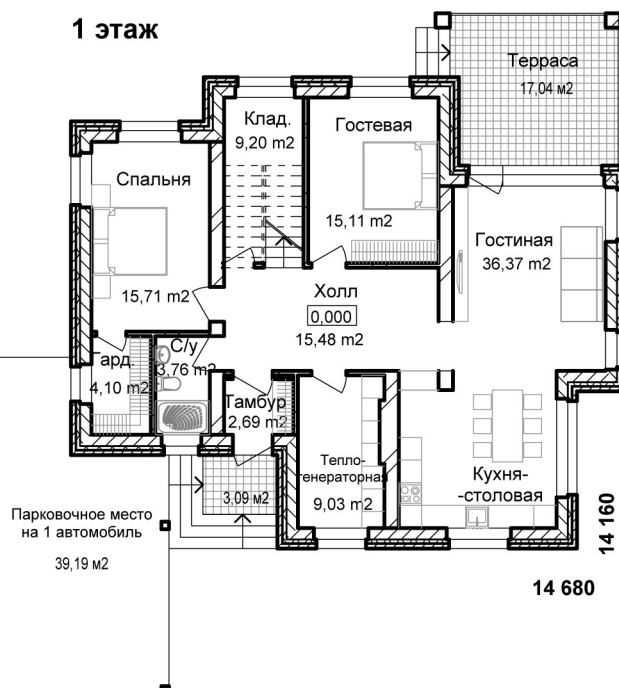 1 этаж
Терраса
17,04 м2
Клад.
9,20 m2
Гостевая
15,11 m2
Спальня
15,71 m2
Гостиная
36,37 m2
Холл
0,000
15,48 m2
С/у
3,76 m2
Гард.
4,10 m2
Тамбур
2,69 m2
Тепло-
генераторная
9,03 m2
Кухня-
-столовая
3,09 м2
Парковочное место
на 1 автомобиль
39,19 м2
14 160
14 680